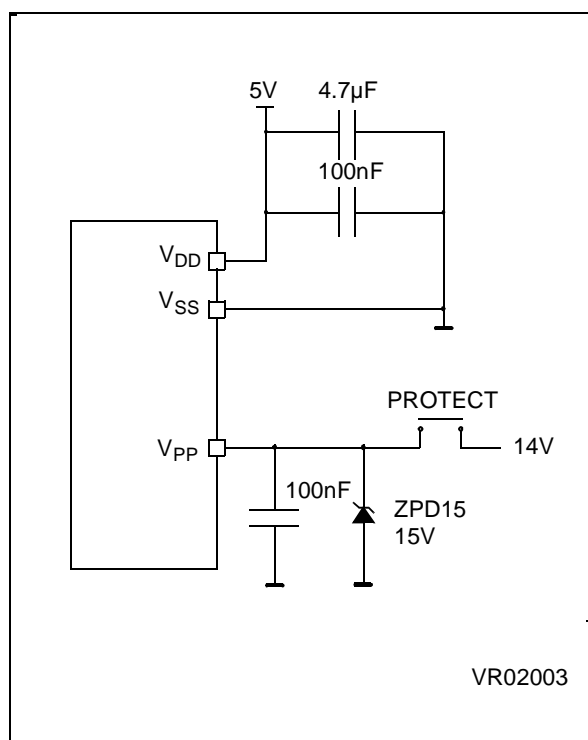 5V
4.7µF
100nF
VDD
VSS
PROTECT
VPP
14V
100nF
ZPD15
15V
VR02003